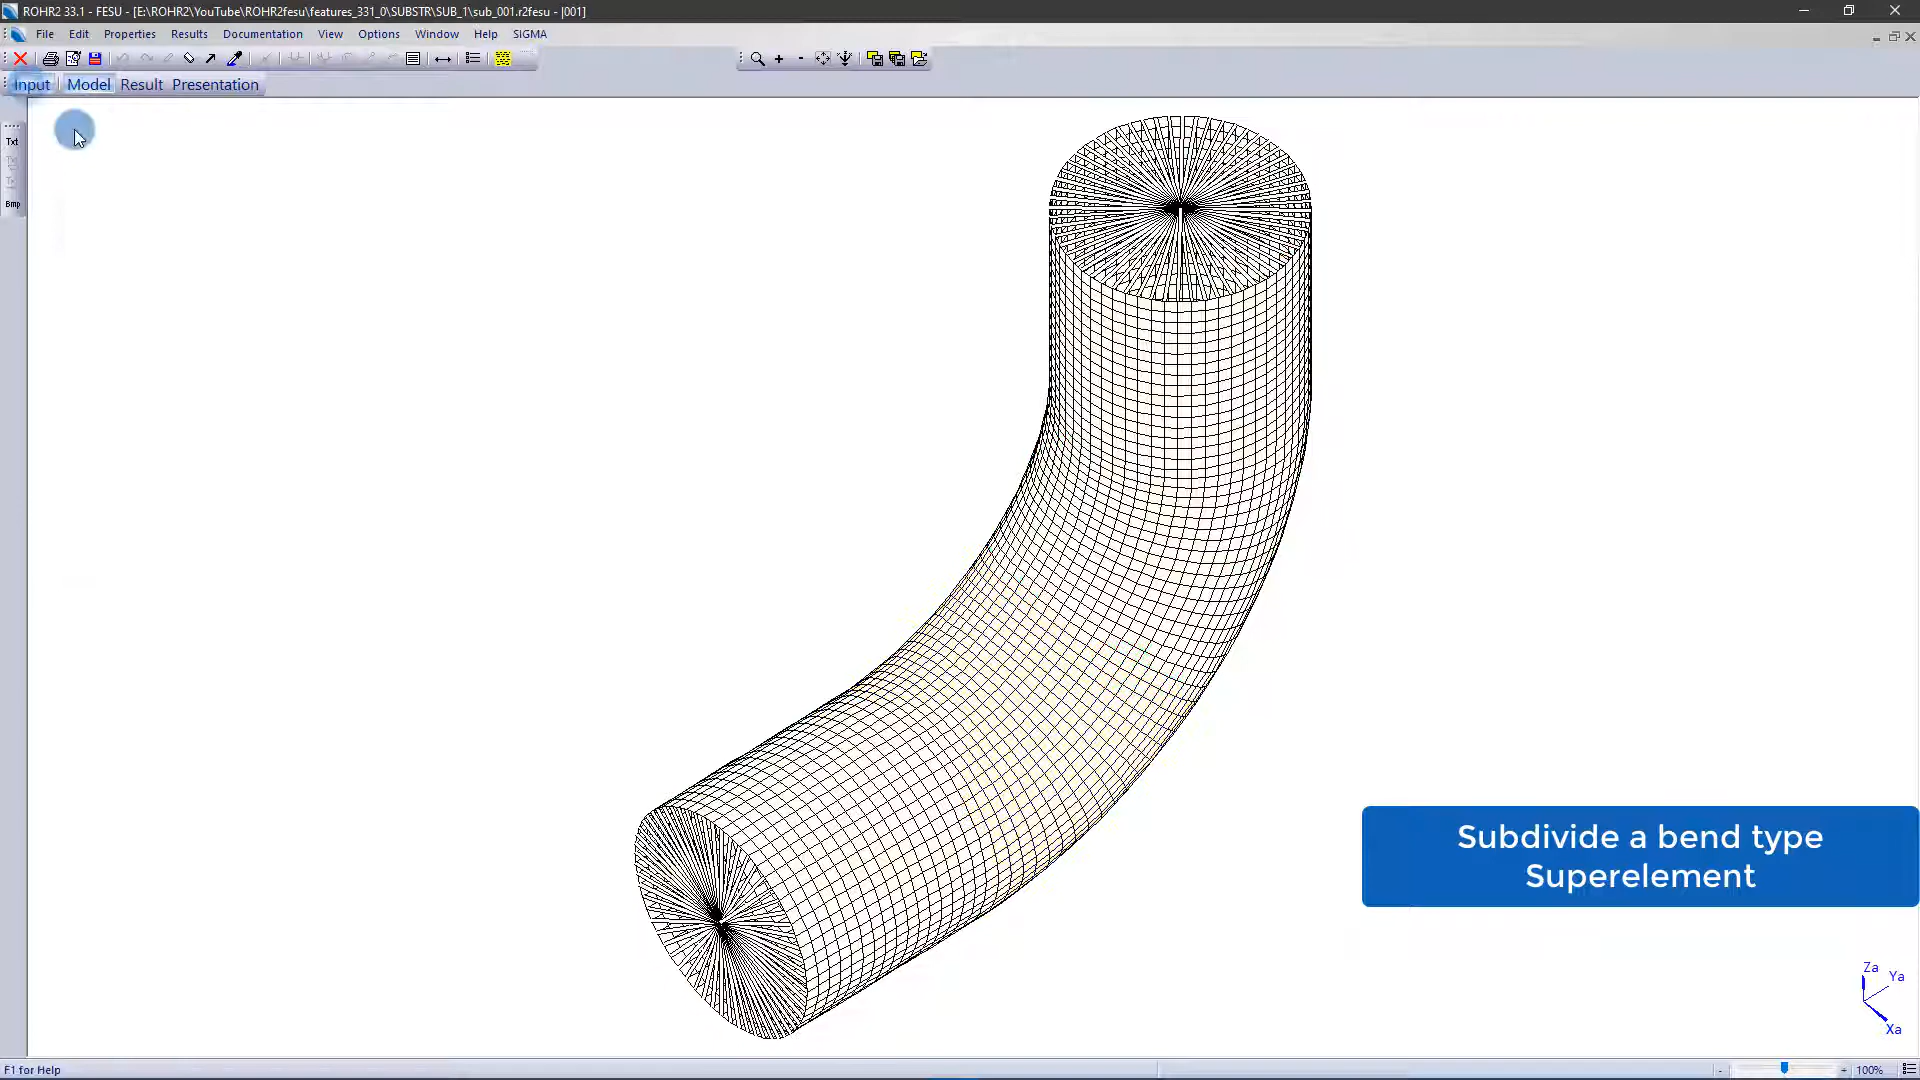 ROHR2 33.1 - FESU - [E:\ROHR2\YouTube\ROHR2fesu\features_331_0\SUBSTR\SUB_1\sub_001.r2fesu - |001]
File Edit Properties Results Documentation View Options Window Help SIGMA
Input Model Result Presentation
Txt
Bmp
Subdivide a bend type
Superelement
Za
Ya
Xa
F1 for Help
- + 100%